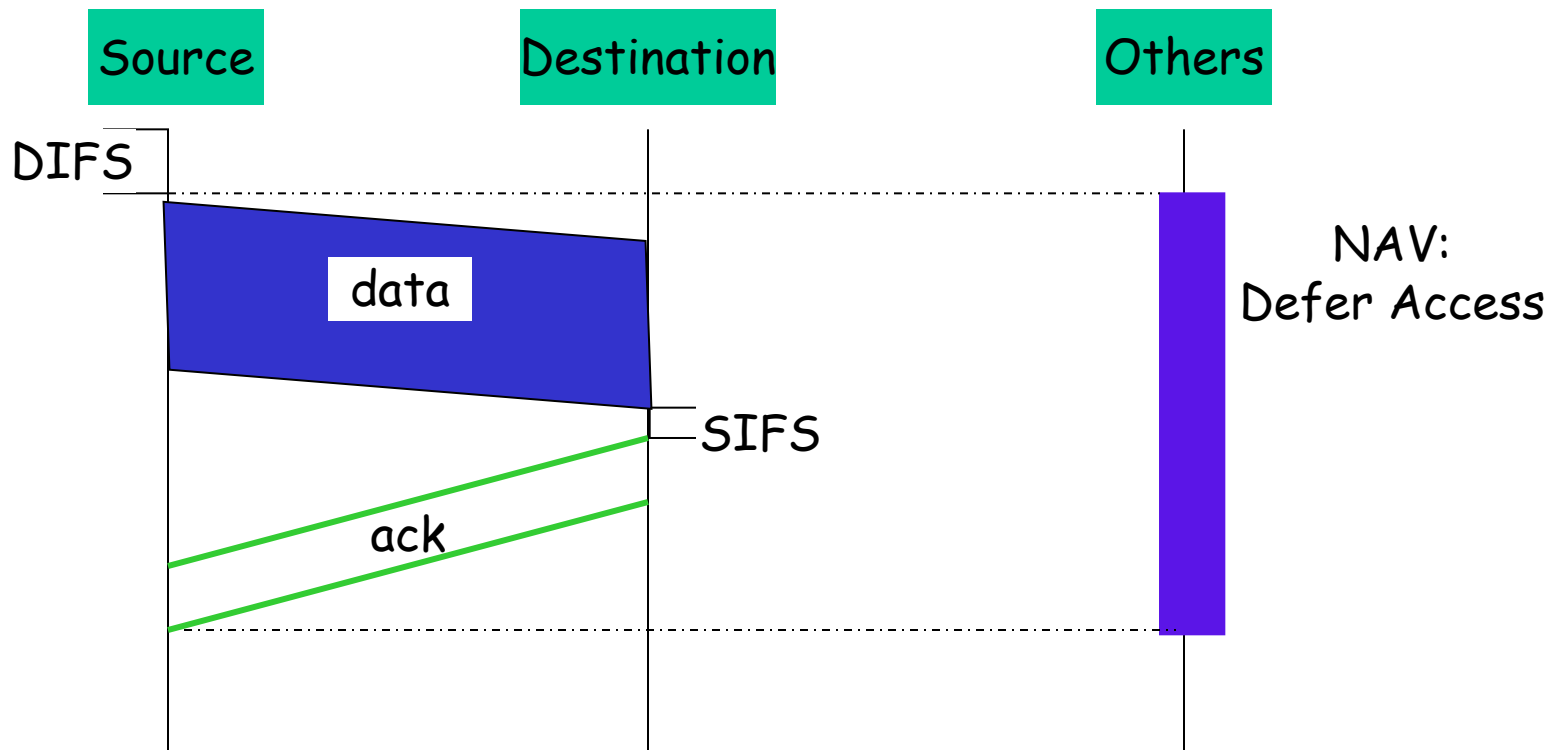 Source
Destination
Others
DIFS
NAV:
Defer Access
data
SIFS
ack